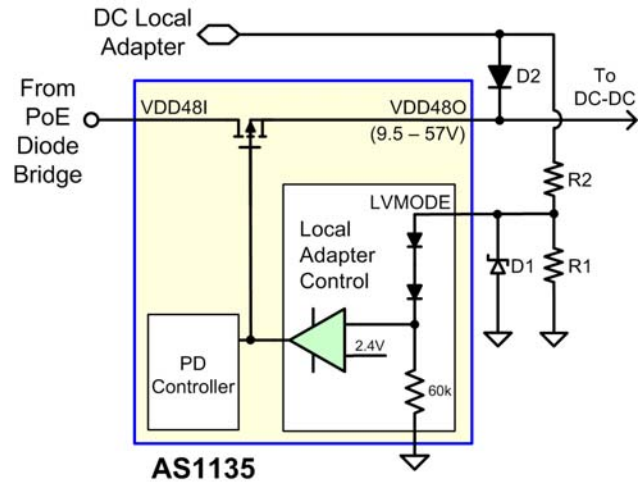 DC Local
Adapter
From
PoE
Diode
Bridge
VDD48I
VDD48O
(9.5 – 57V)
D2
To
DC-DC
R2
LVMODE
Local
Adapter
Control
D1
R1
2.4V
60k
PD
Controller
AS1135